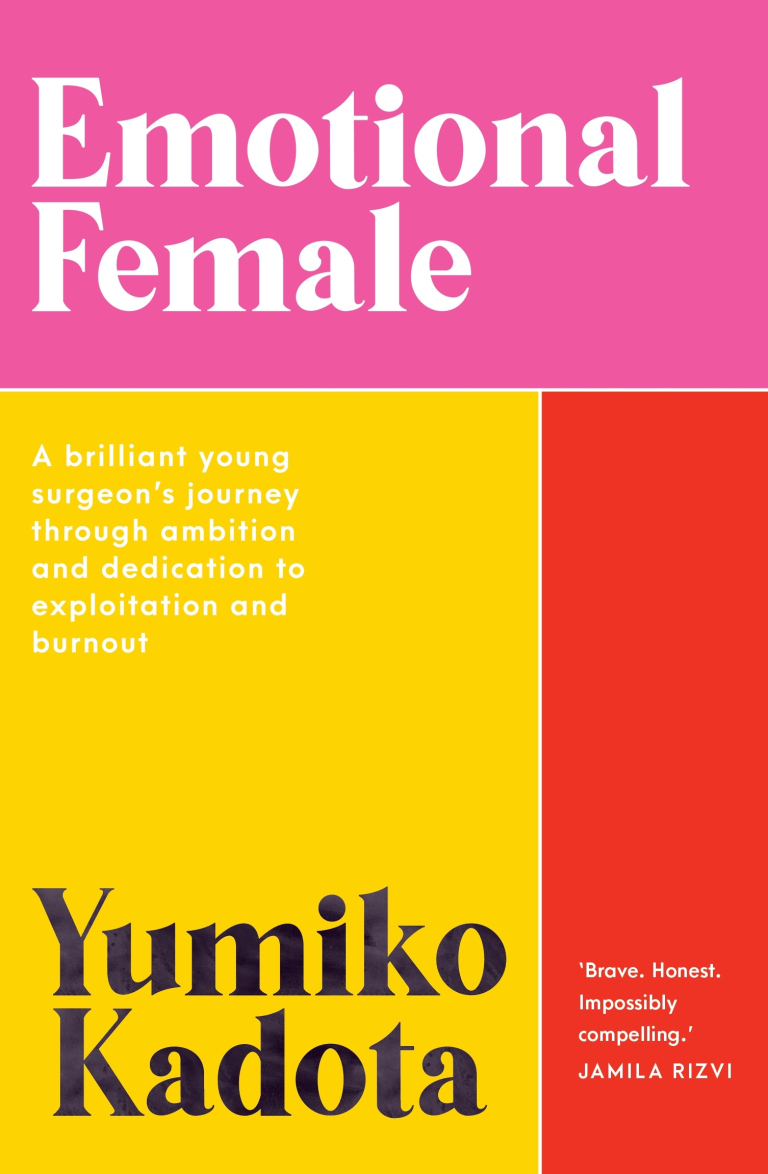 Emotional
Female
A brilliant young
surgeon's journey
through ambition
and dedication to
exploitation and
burnout
Yumiko
Kadota
‛Brave. Honest.
Impossibly
compelling.’
JAMILA RIZVI